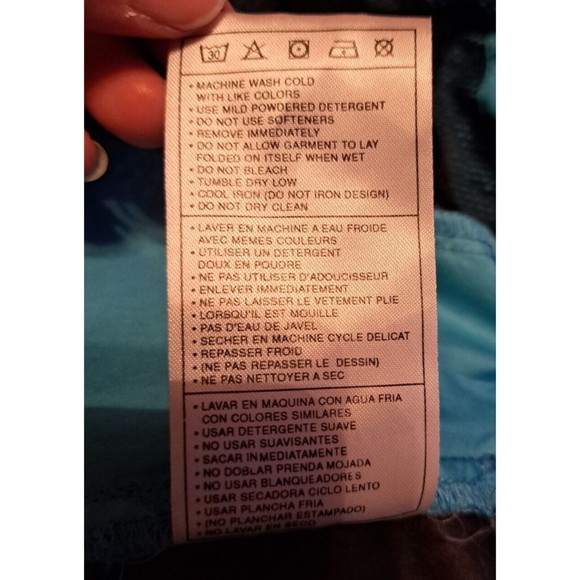 30
• MACHINE WASH COLD
WITH LIKE COLORS
• USE MILD POWDERED DETERGENT
• DO NOT USE SOFTENERS
• REMOVE IMMEDIATELY
• DO NOT ALLOW GARMENT TO LAY
FOLDED ON ITSELF WHEN WET
• DO NOT BLEACH
• TUMBLE DRY LOW
• COOL IRON (DO NOT IRON DESIGN)
• DO NOT DRY CLEAN
• LAVER EN MACHINE A EAU FROIDE
AVEC MEMES COULEURS
• UTILISER UN DETERGENT
DOUX EN POUDRE
• NE PAS UTILISER D'ADOUCISSEUR
• ENLEVER IMMEDIATEMENT
• NE PAS LAISSER LE VETEMENT PLIE
• LORSQU'IL EST MOUILLE
• PAS D'EAU DE JAVEL
• SECHER EN MACHINE CYCLE DELICAT
• REPASSER FROID
• (NE PAS REPASSER LE DESSIN)
• NE PAS NETTOYER A SEC
• LAVAR EN MAQUINA CON AGUA FRIA
CON COLORES SIMILARES
• USAR DETERGENTE SUAVE
• NO USAR SUAVISANTES
• SACAR INMEDIATAMENTE
• NO DOBLAR PRENDA MOJADA
• NO USAR BLANQUEADORES
• USAR SECADORA CICLO LENTO
• USAR PLANCHA FRIA
• (NO PLANCHAR ESTAMPADO)
• NO LAVAR EN SECO